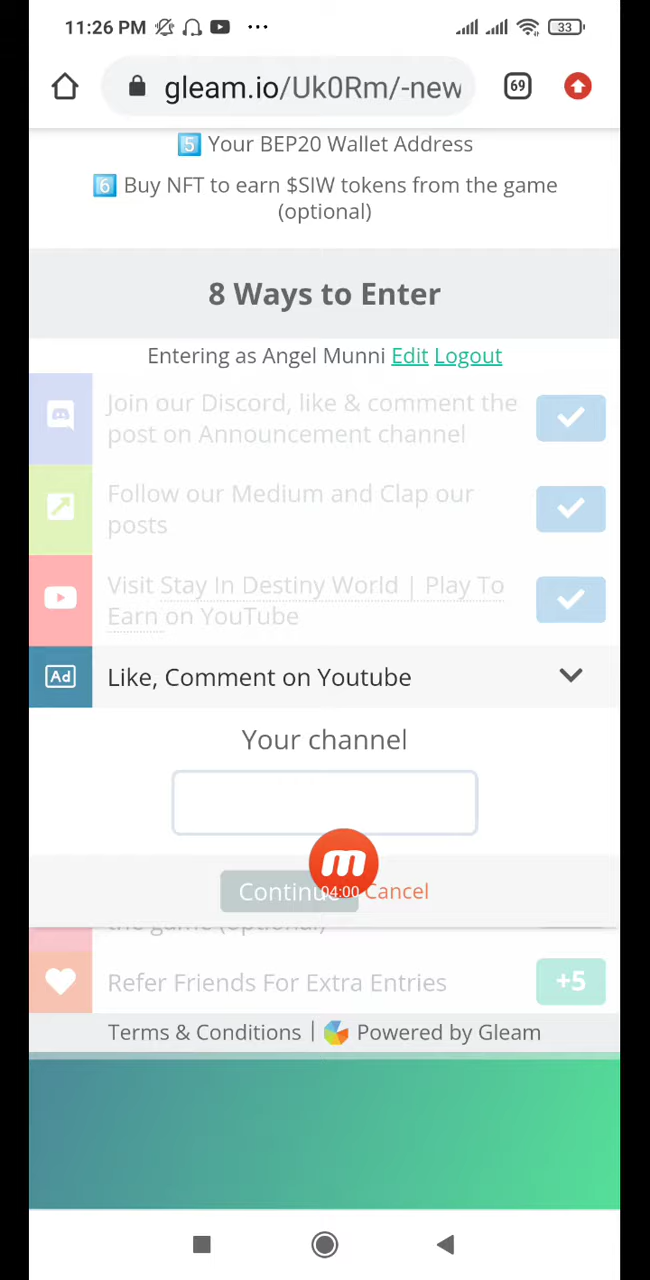 11:26 PM
33
gleam.io/Uk0Rm/-new
69
5 Your BEP20 Wallet Address
6 Buy NFT to earn $SIW tokens from the game
(optional)
8 Ways to Enter
Entering as Angel Munni Edit Logout
Join our Discord, like & comment the
post on Announcement channel
Follow our Medium and Clap our
posts
Visit Stay In Destiny World | Play To
Earn on YouTube
Ad Like, Comment on Youtube
Your channel
m
Continue 04:00 Cancel
the game (optional)
Refer Friends For Extra Entries +5
Terms & Conditions | Powered by Gleam